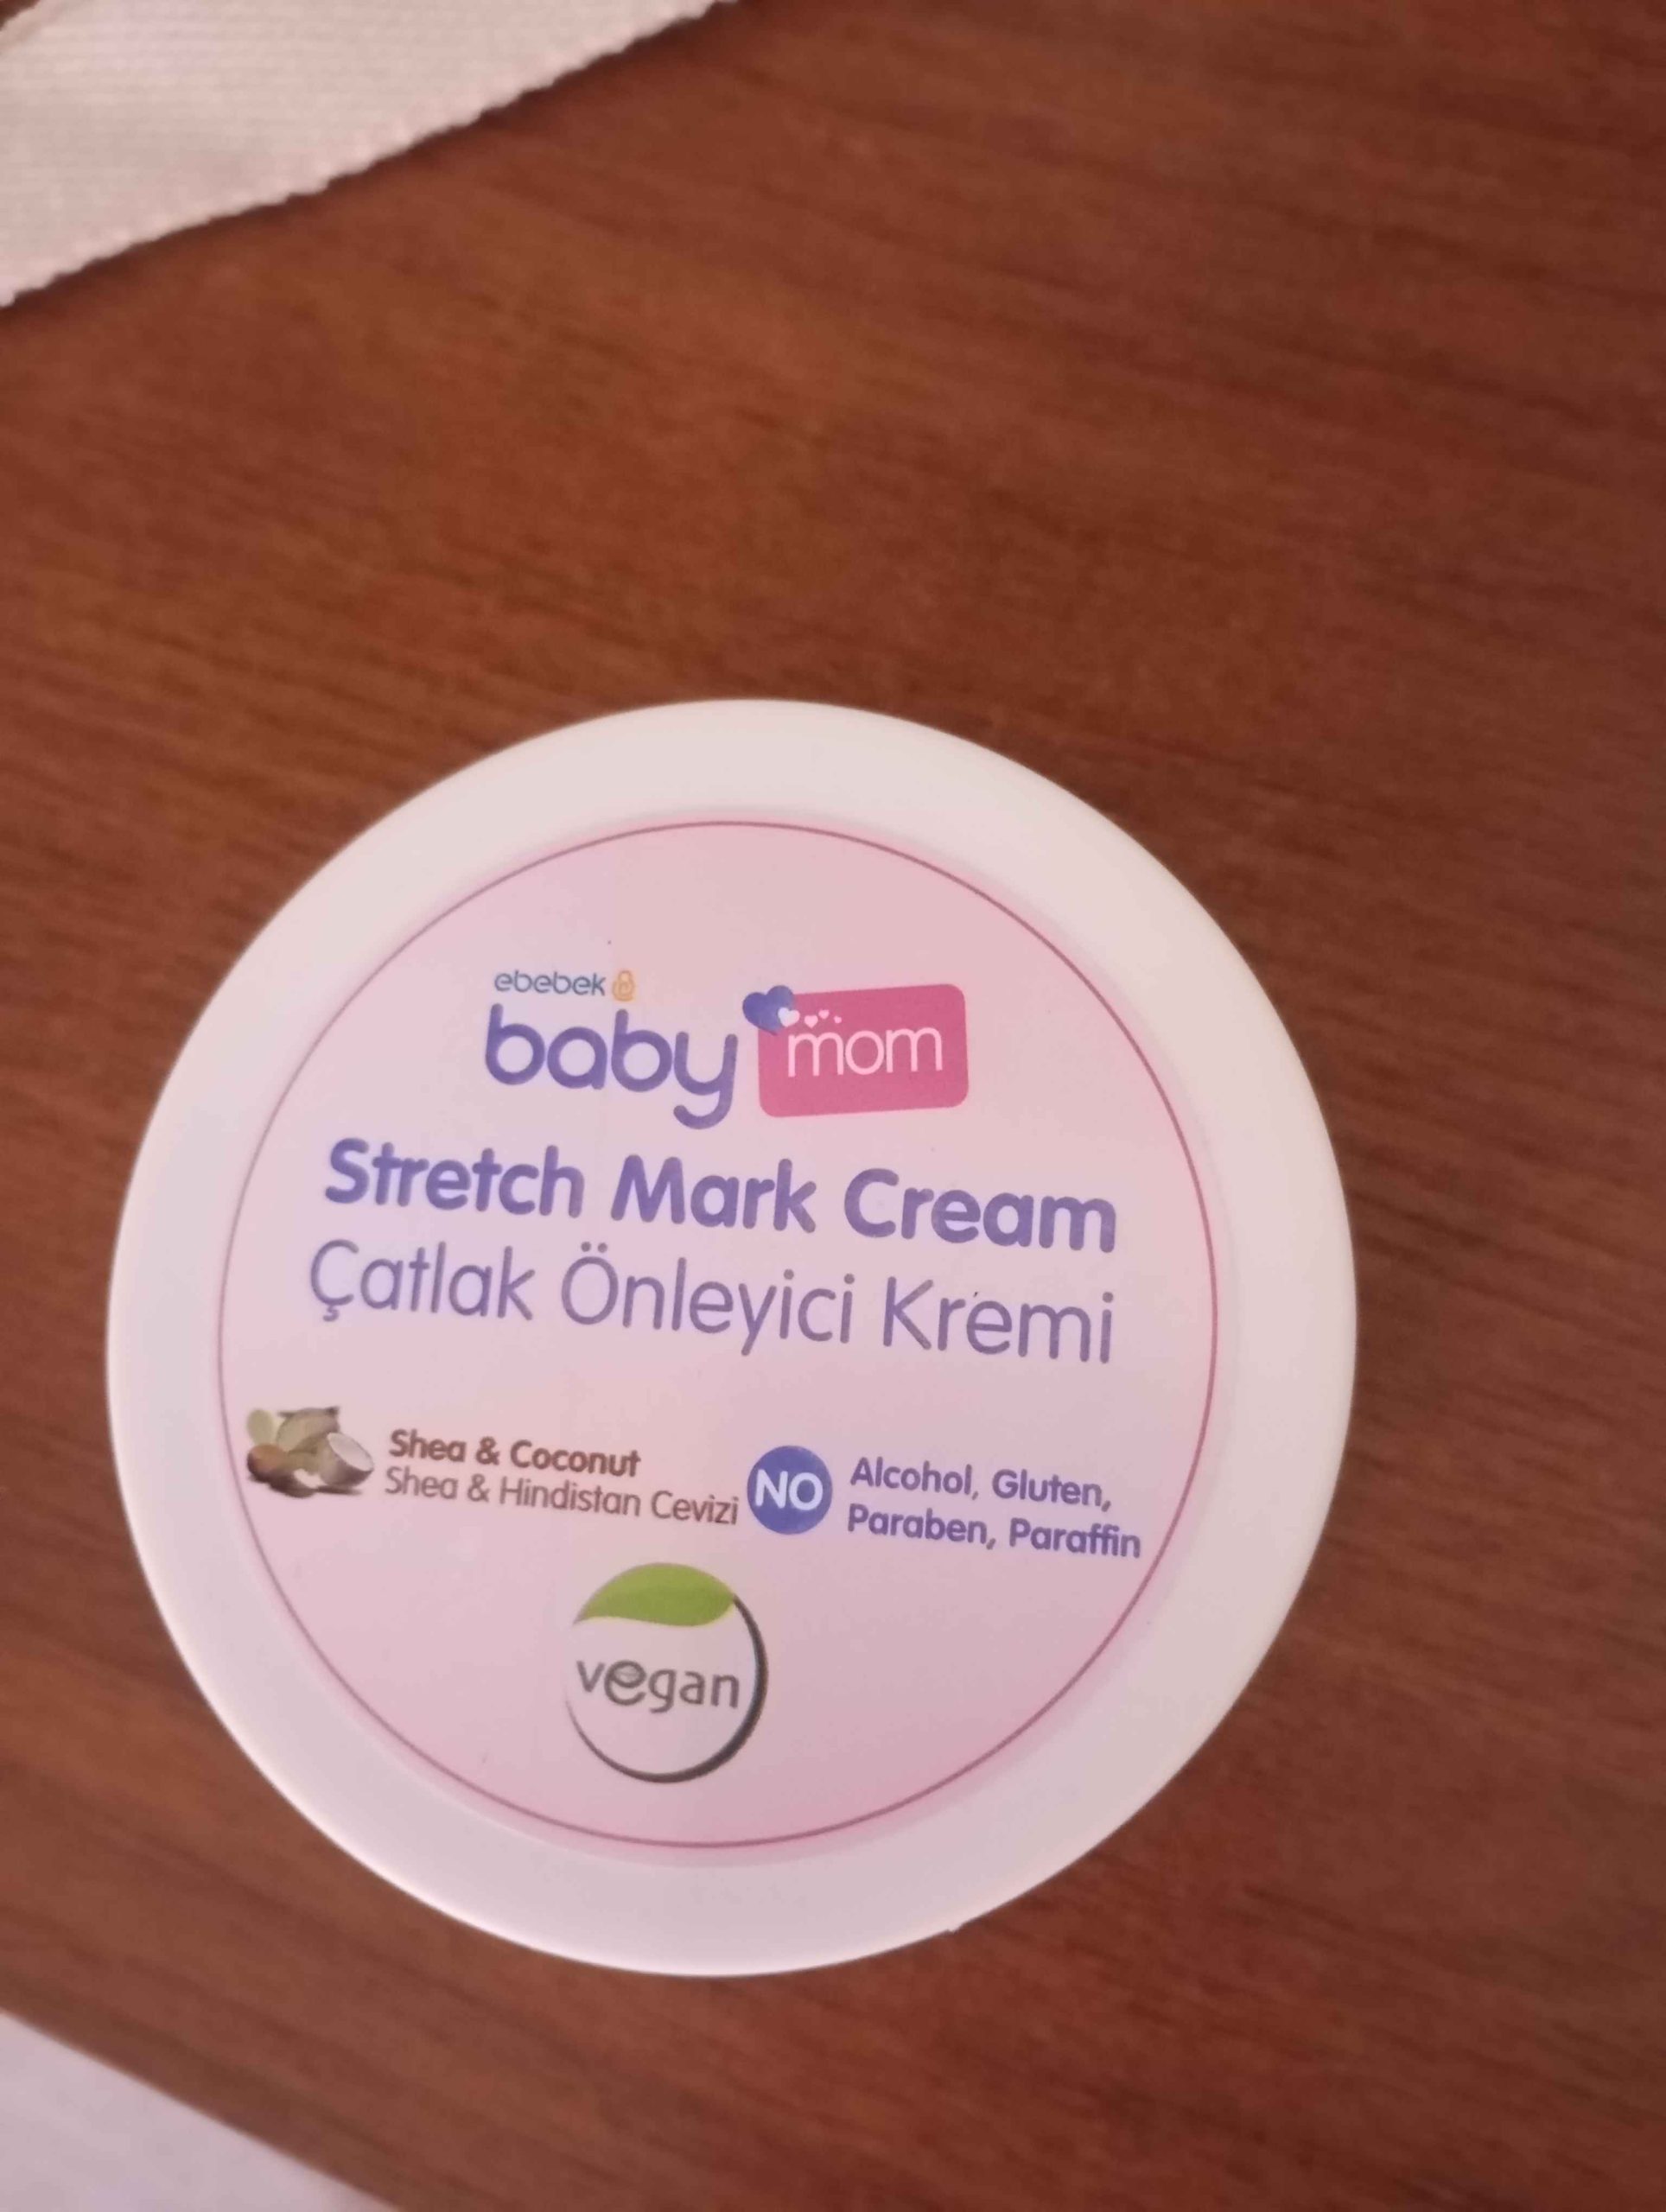 ebebek
baby mom
Stretch Mark Cream
Çatlak Önleyici Kremi
Shea & Coconut
Shea & Hindistan Cevizi
NO
Alcohol, Gluten,
Paraben, Paraffin
vegan